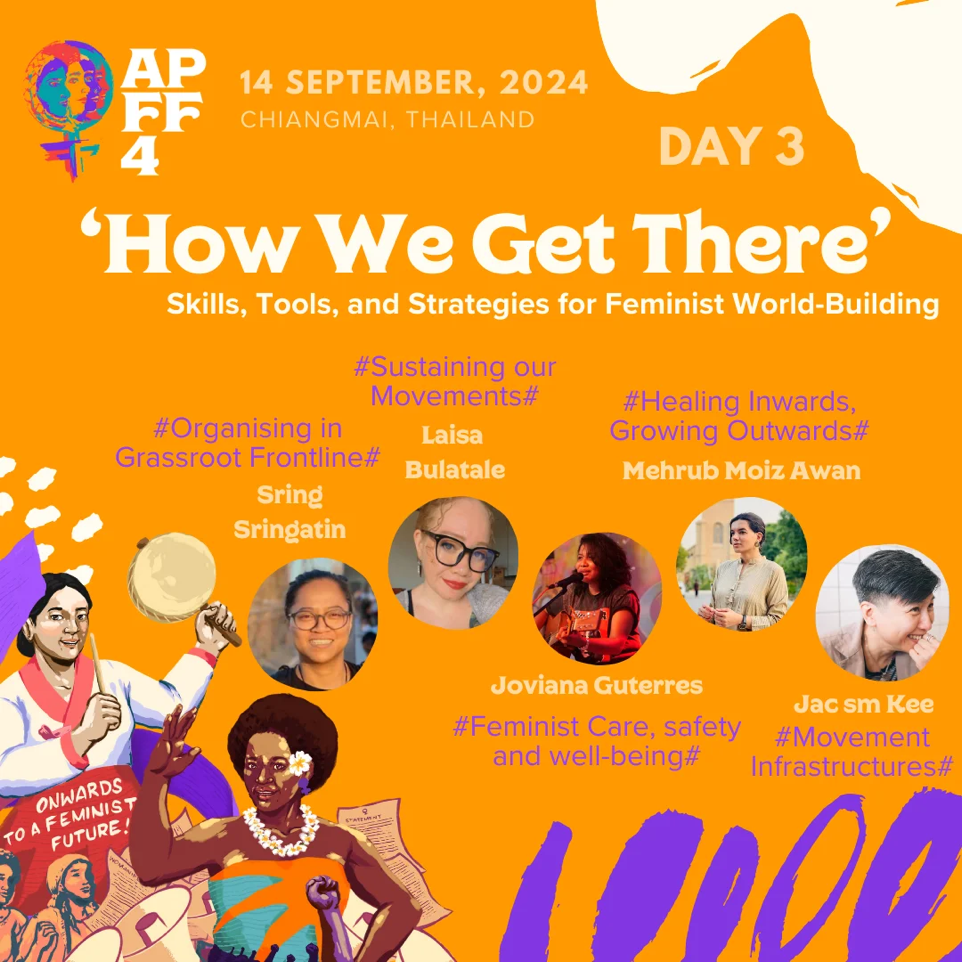 AP
FF
4
14 SEPTEMBER, 2024
CHIANGMAI, THAILAND
DAY 3
‘How We Get There’
Skills, Tools, and Strategies for Feminist World-Building
#Sustaining our
Movements#
Laisa
Bulatale
#Organising in
Grassroot Frontline#
Sring
Sringatin
#Healing Inwards,
Growing Outwards#
Mehrub Moiz Awan
Joviana Guterres
#Feminist Care, safety
and well-being#
Jac sm Kee
#Movement
Infrastructures#
ONWARDS
TO A FEMINIST
FUTURE!
STATEMENT